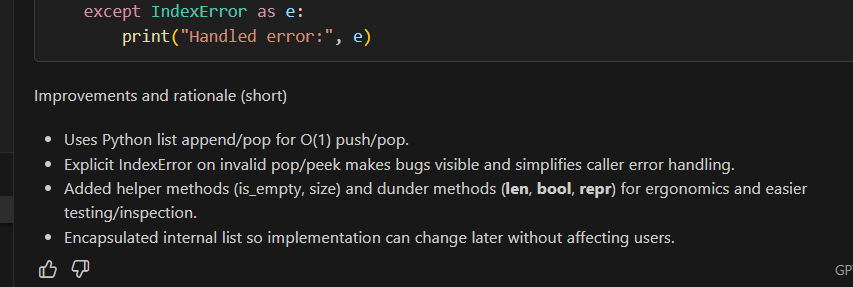 except IndexError as e:
print("Handled error:", e)
Improvements and rationale (short)
• Uses Python list append/pop for O(1) push/pop.
• Explicit IndexError on invalid pop/peek makes bugs visible and simplifies caller error handling.
• Added helper methods (is_empty, size) and dunder methods (len, bool, repr) for ergonomics and easier
testing/inspection.
• Encapsulated internal list so implementation can change later without affecting users.
GP